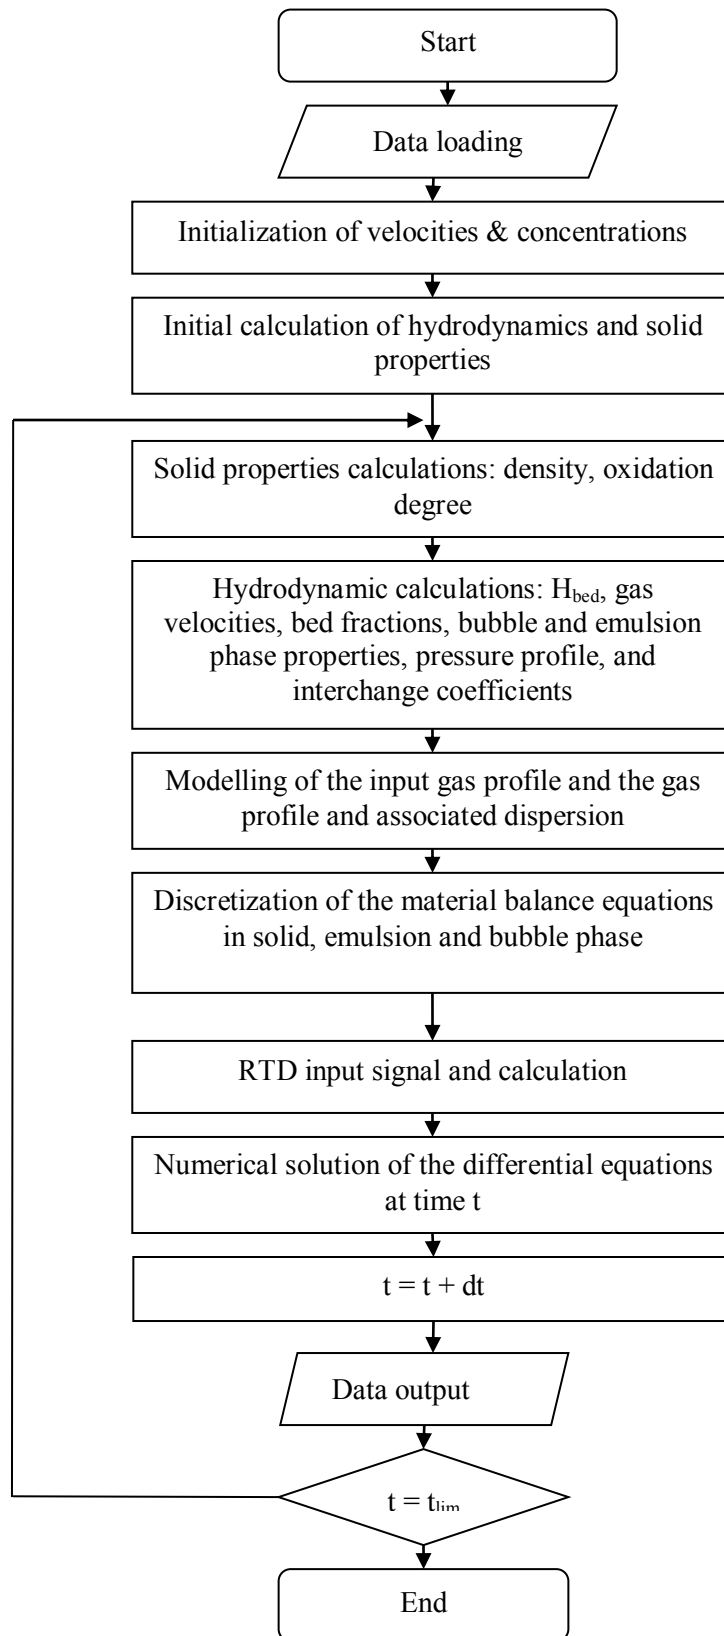 Start
Data loading
Initialization of velocities & concentrations
Initial calculation of hydrodynamics and solid
properties
Solid properties calculations: density, oxidation
degree
Hydrodynamic calculations: H_bed, gas
velocities, bed fractions, bubble and emulsion
phase properties, pressure profile, and
interchange coefficients
Modelling of the input gas profile and the gas
profile and associated dispersion
Discretization of the material balance equations
in solid, emulsion and bubble phase
RTD input signal and calculation
Numerical solution of the differential equations
at time t
t = t + dt
Data output
t = t_lim
End